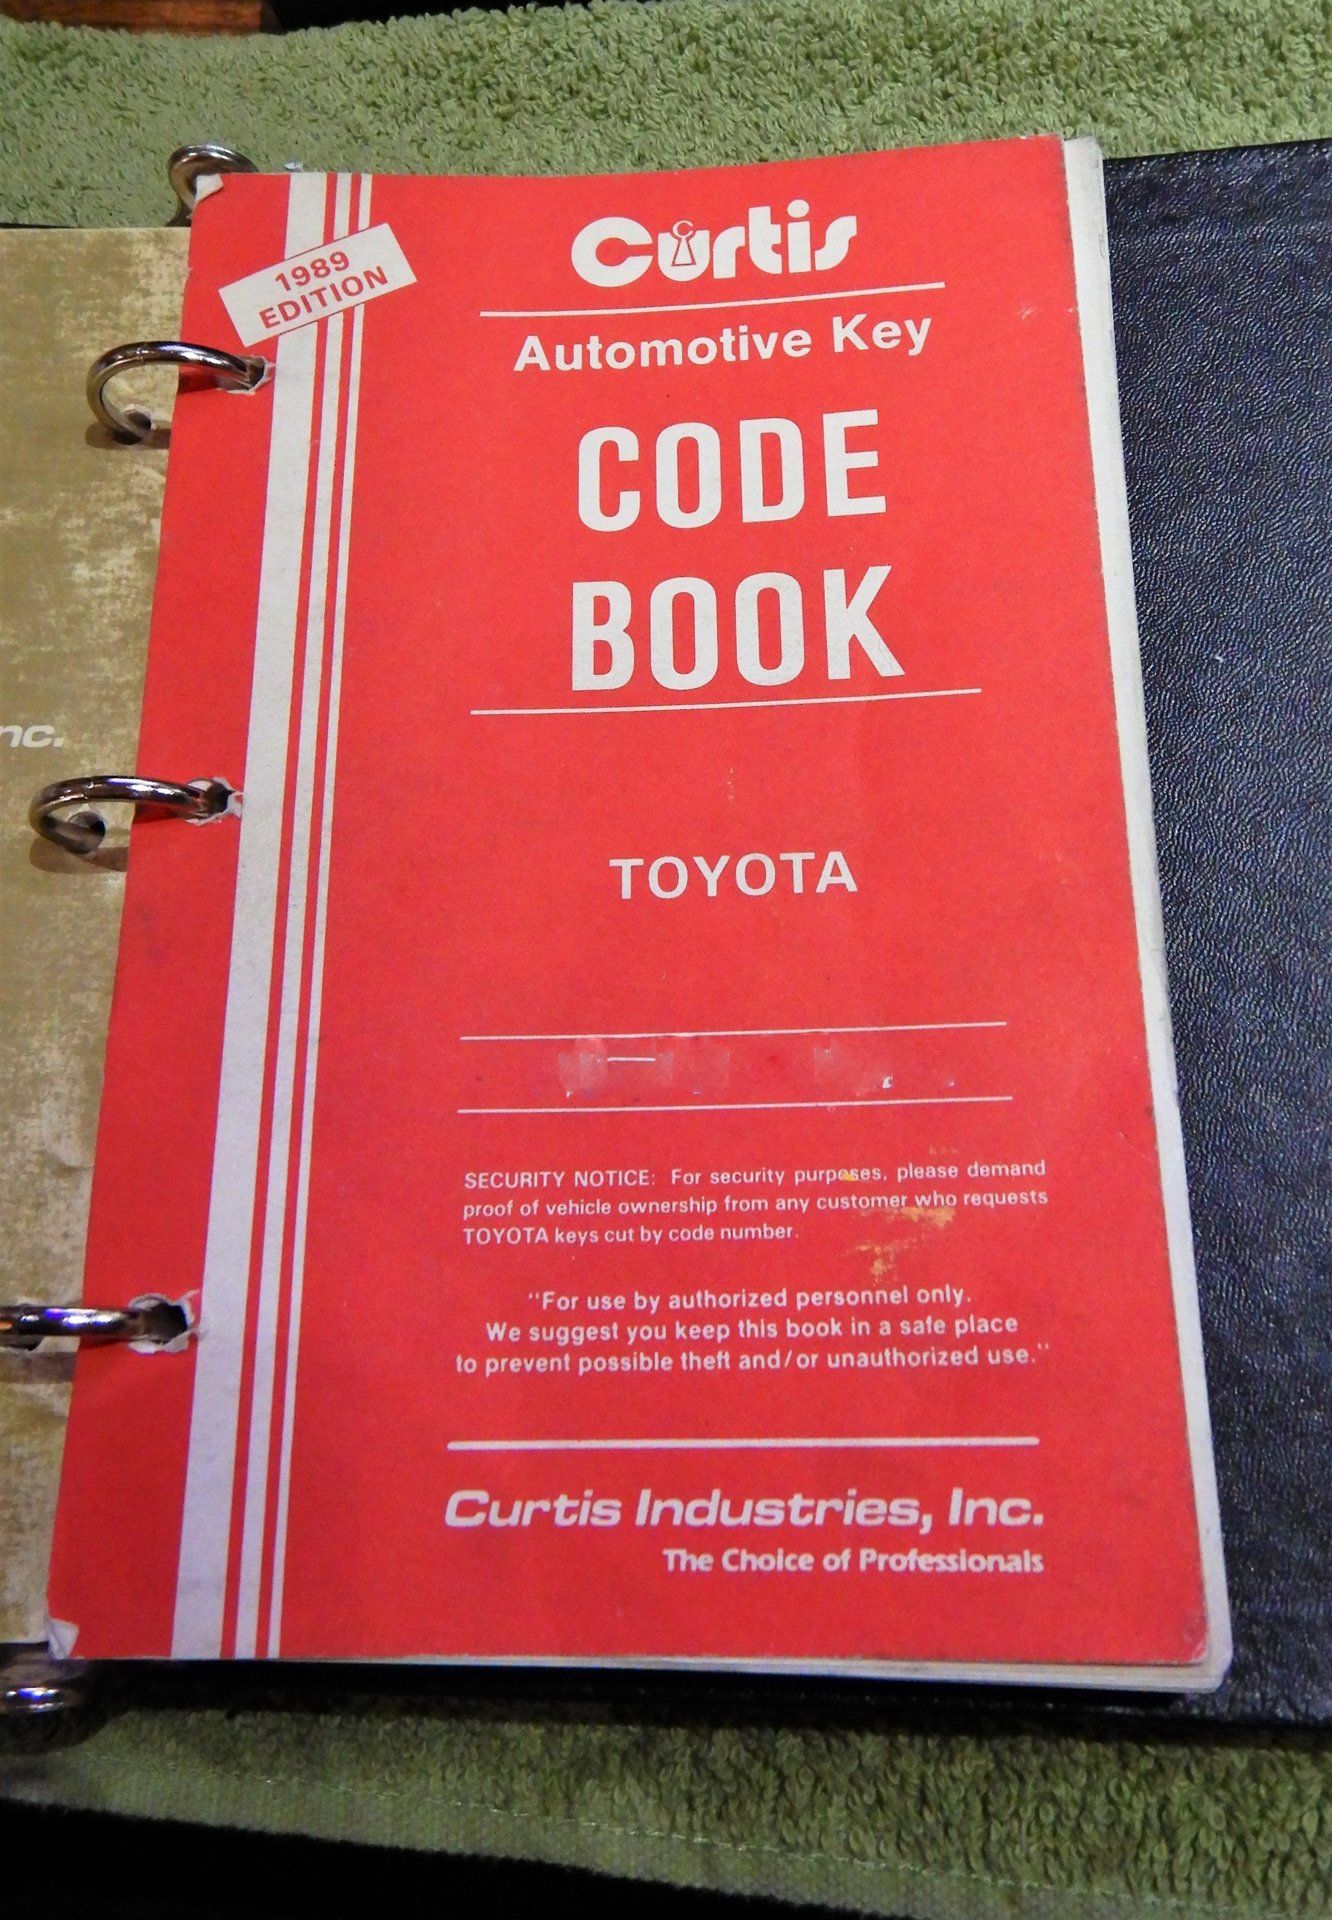 nc.
1989
EDITION
Curtis
Automotive Key
CODE
BOOK
TOYOTA
SECURITY NOTICE: For security purposes, please demand
proof of vehicle ownership from any customer who requests
TOYOTA keys cut by code number.
"For use by authorized personnel only.
We suggest you keep this book in a safe place
to prevent possible theft and/or unauthorized use."
Curtis Industries, Inc.
The Choice of Professionals